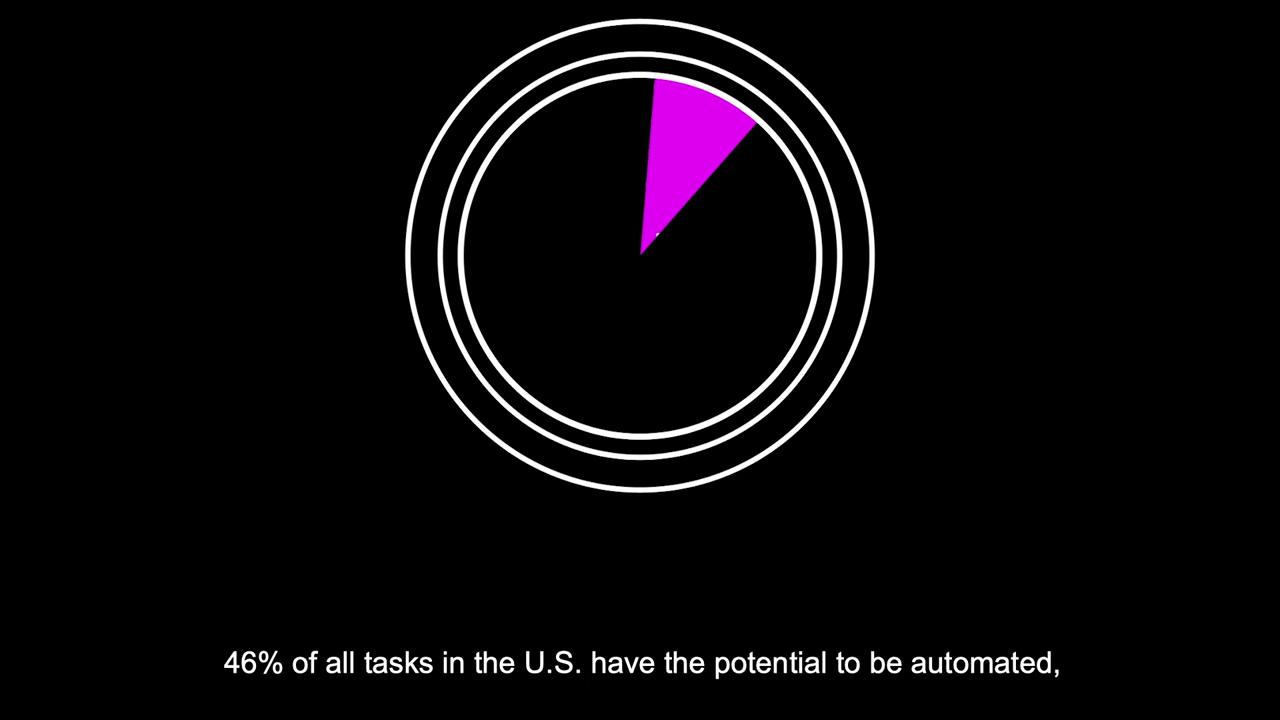 46% of all tasks in the U.S. have the potential to be automated,